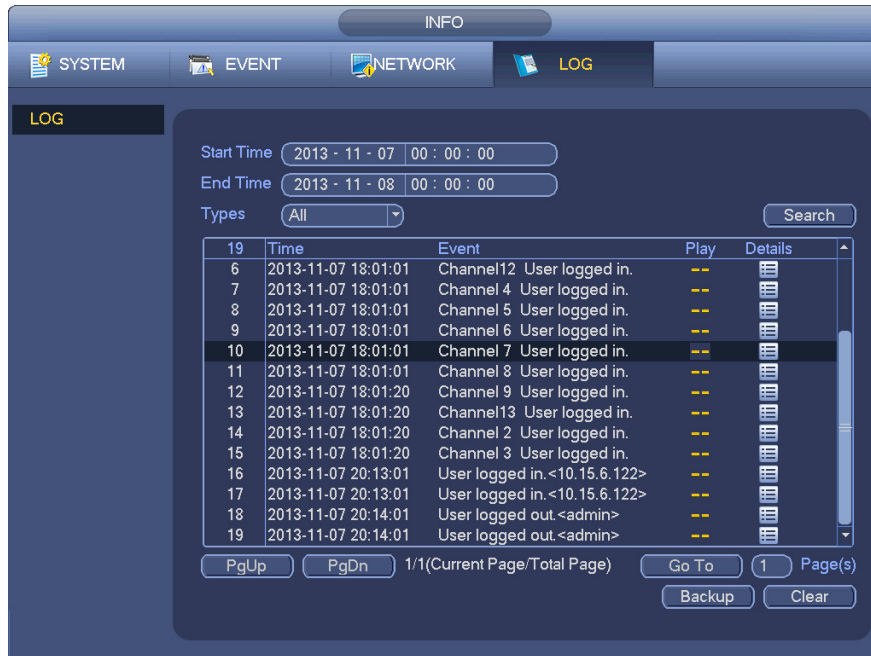 INFO
SYSTEM EVENT NETWORK LOG
LOG
Start Time 2013 - 11 - 07 00 : 00 : 00
End Time 2013 - 11 - 08 00 : 00 : 00
Types All Search
19 Time Event Play Details
6 2013-11-07 18:01:01 Channel12 User logged in. --
7 2013-11-07 18:01:01 Channel 4 User logged in. --
8 2013-11-07 18:01:01 Channel 5 User logged in. --
9 2013-11-07 18:01:01 Channel 6 User logged in. --
10 2013-11-07 18:01:01 Channel 7 User logged in. --
11 2013-11-07 18:01:01 Channel 8 User logged in. --
12 2013-11-07 18:01:20 Channel 9 User logged in. --
13 2013-11-07 18:01:20 Channel13 User logged in. --
14 2013-11-07 18:01:20 Channel 2 User logged in. --
15 2013-11-07 18:01:20 Channel 3 User logged in. --
16 2013-11-07 20:13:01 User logged in.<10.15.6.122> --
17 2013-11-07 20:13:01 User logged in.<10.15.6.122> --
18 2013-11-07 20:14:01 User logged out.<admin> --
19 2013-11-07 20:14:01 User logged out.<admin> --
PgUp PgDn 1/1(Current Page/Total Page) Go To 1 Page(s)
Backup Clear